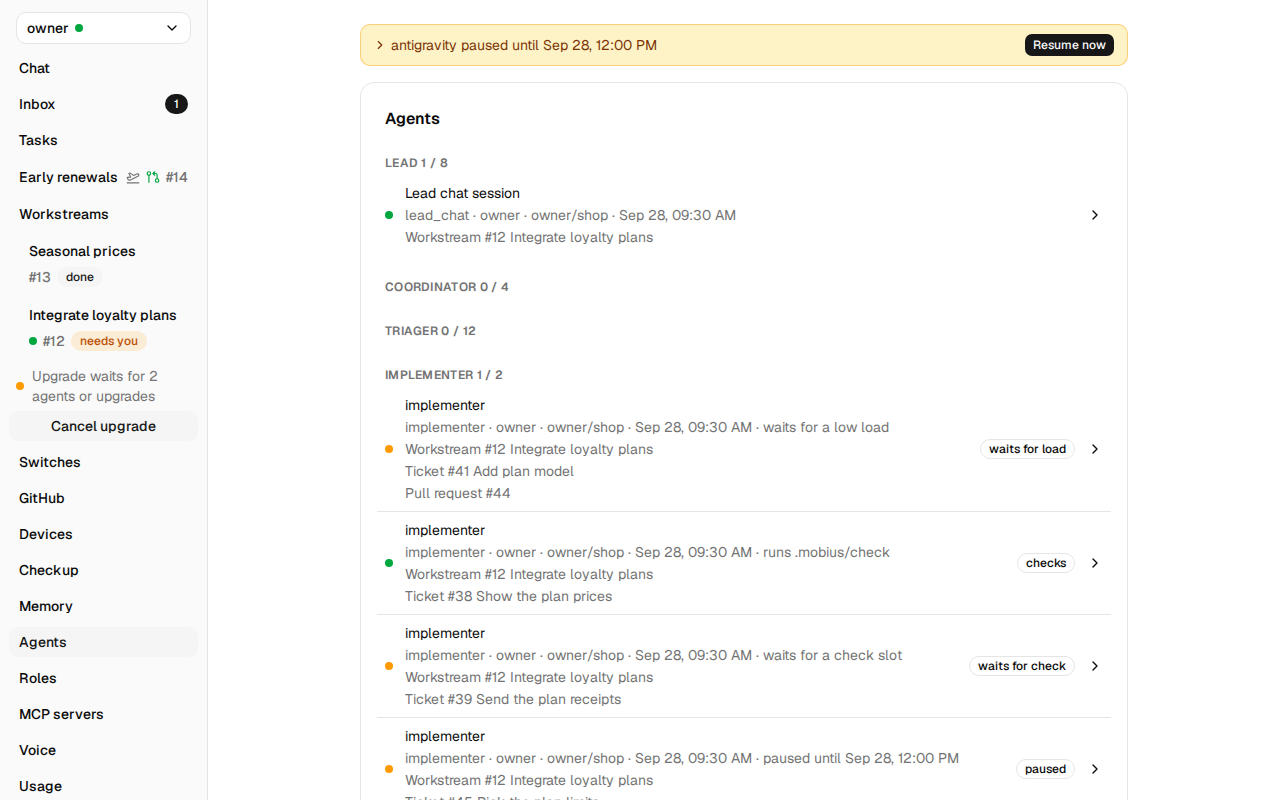 owner
Chat
Inbox 1
Tasks
Early renewals #14
Workstreams
Seasonal prices
#13 done
Integrate loyalty plans
#12 needs you
Upgrade waits for 2
agents or upgrades
Cancel upgrade
Switches
GitHub
Devices
Checkup
Memory
Agents
Roles
MCP servers
Voice
Usage
antigravity paused until Sep 28, 12:00 PM
Resume now
Agents
LEAD 1 / 8
Lead chat session
lead_chat · owner · owner/shop · Sep 28, 09:30 AM
Workstream #12 Integrate loyalty plans
COORDINATOR 0 / 4
TRIAGER 0 / 12
IMPLEMENTER 1 / 2
implementer
implementer · owner · owner/shop · Sep 28, 09:30 AM · waits for a low load
Workstream #12 Integrate loyalty plans
waits for load
Ticket #41 Add plan model
Pull request #44
implementer
implementer · owner · owner/shop · Sep 28, 09:30 AM · runs .mobius/check
checks
Workstream #12 Integrate loyalty plans
Ticket #38 Show the plan prices
implementer
implementer · owner · owner/shop · Sep 28, 09:30 AM · waits for a check slot
waits for check
Workstream #12 Integrate loyalty plans
Ticket #39 Send the plan receipts
implementer
implementer · owner · owner/shop · Sep 28, 09:30 AM · paused until Sep 28, 12:00 PM
paused
Workstream #12 Integrate loyalty plans